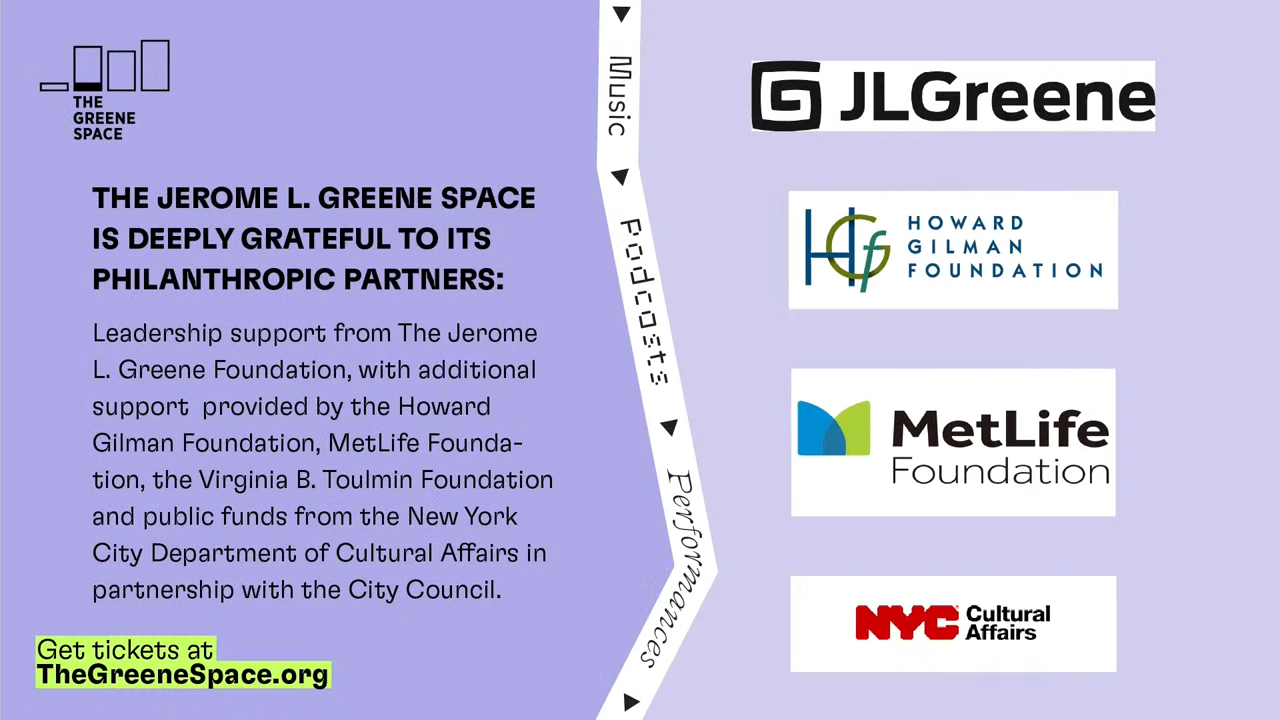 THE
GREENE
SPACE
THE JEROME L. GREENE SPACE
IS DEEPLY GRATEFUL TO ITS
PHILANTHROPIC PARTNERS:
Leadership support from The Jerome
L. Greene Foundation, with additional
support provided by the Howard
Gilman Foundation, MetLife Founda-
tion, the Virginia B. Toulmin Foundation
and public funds from the New York
City Department of Cultural Affairs in
partnership with the City Council.
Get tickets at
TheGreeneSpace.org
Music
Podcasts
Performances
JLGreene
HGf
HOWARD
GILMAN
FOUNDATION
MetLife
Foundation
NYC Cultural
Affairs